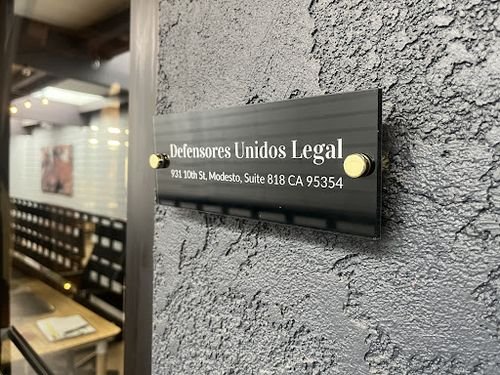 Defensores Unidos Legal
931 10th St, Modesto, Suite 818 CA 95354